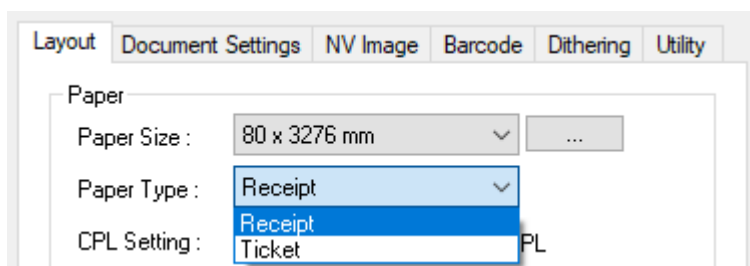 Layout Document Settings NV Image Barcode Dithering Utility
Paper
Paper Size : 80 x 3276 mm ...
Paper Type : Receipt
Receipt
CPL Setting : Ticket PL